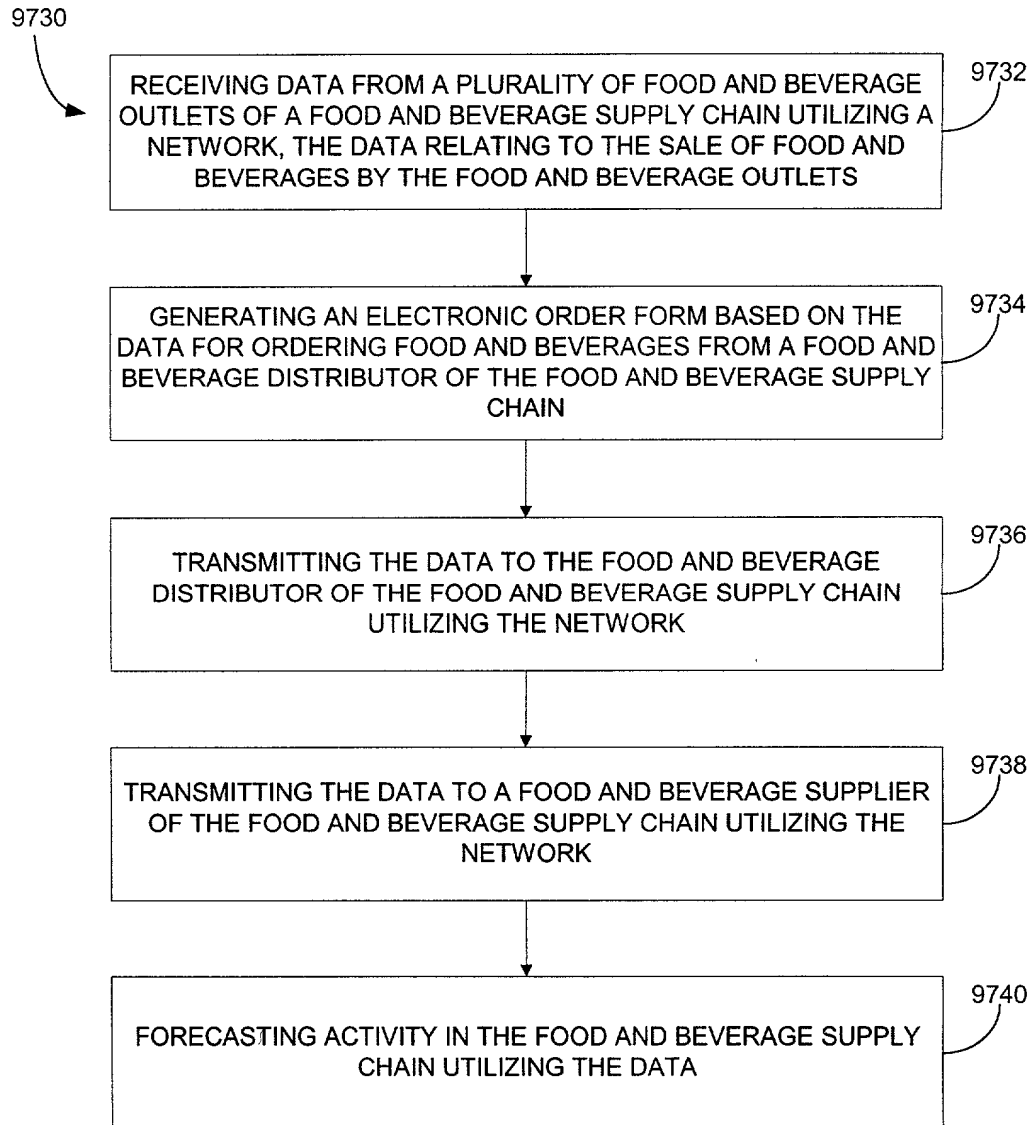 9730
RECEIVING DATA FROM A PLURALITY OF FOOD AND BEVERAGE
OUTLETS OF A FOOD AND BEVERAGE SUPPLY CHAIN UTILIZING A
NETWORK, THE DATA RELATING TO THE SALE OF FOOD AND
BEVERAGES BY THE FOOD AND BEVERAGE OUTLETS
9732
GENERATING AN ELECTRONIC ORDER FORM BASED ON THE
DATA FOR ORDERING FOOD AND BEVERAGES FROM A FOOD AND
BEVERAGE DISTRIBUTOR OF THE FOOD AND BEVERAGE SUPPLY
CHAIN
9734
TRANSMITTING THE DATA TO THE FOOD AND BEVERAGE
DISTRIBUTOR OF THE FOOD AND BEVERAGE SUPPLY CHAIN
UTILIZING THE NETWORK
9736
TRANSMITTING THE DATA TO A FOOD AND BEVERAGE SUPPLIER
OF THE FOOD AND BEVERAGE SUPPLY CHAIN UTILIZING THE
NETWORK
9738
FORECASTING ACTIVITY IN THE FOOD AND BEVERAGE SUPPLY
CHAIN UTILIZING THE DATA
9740